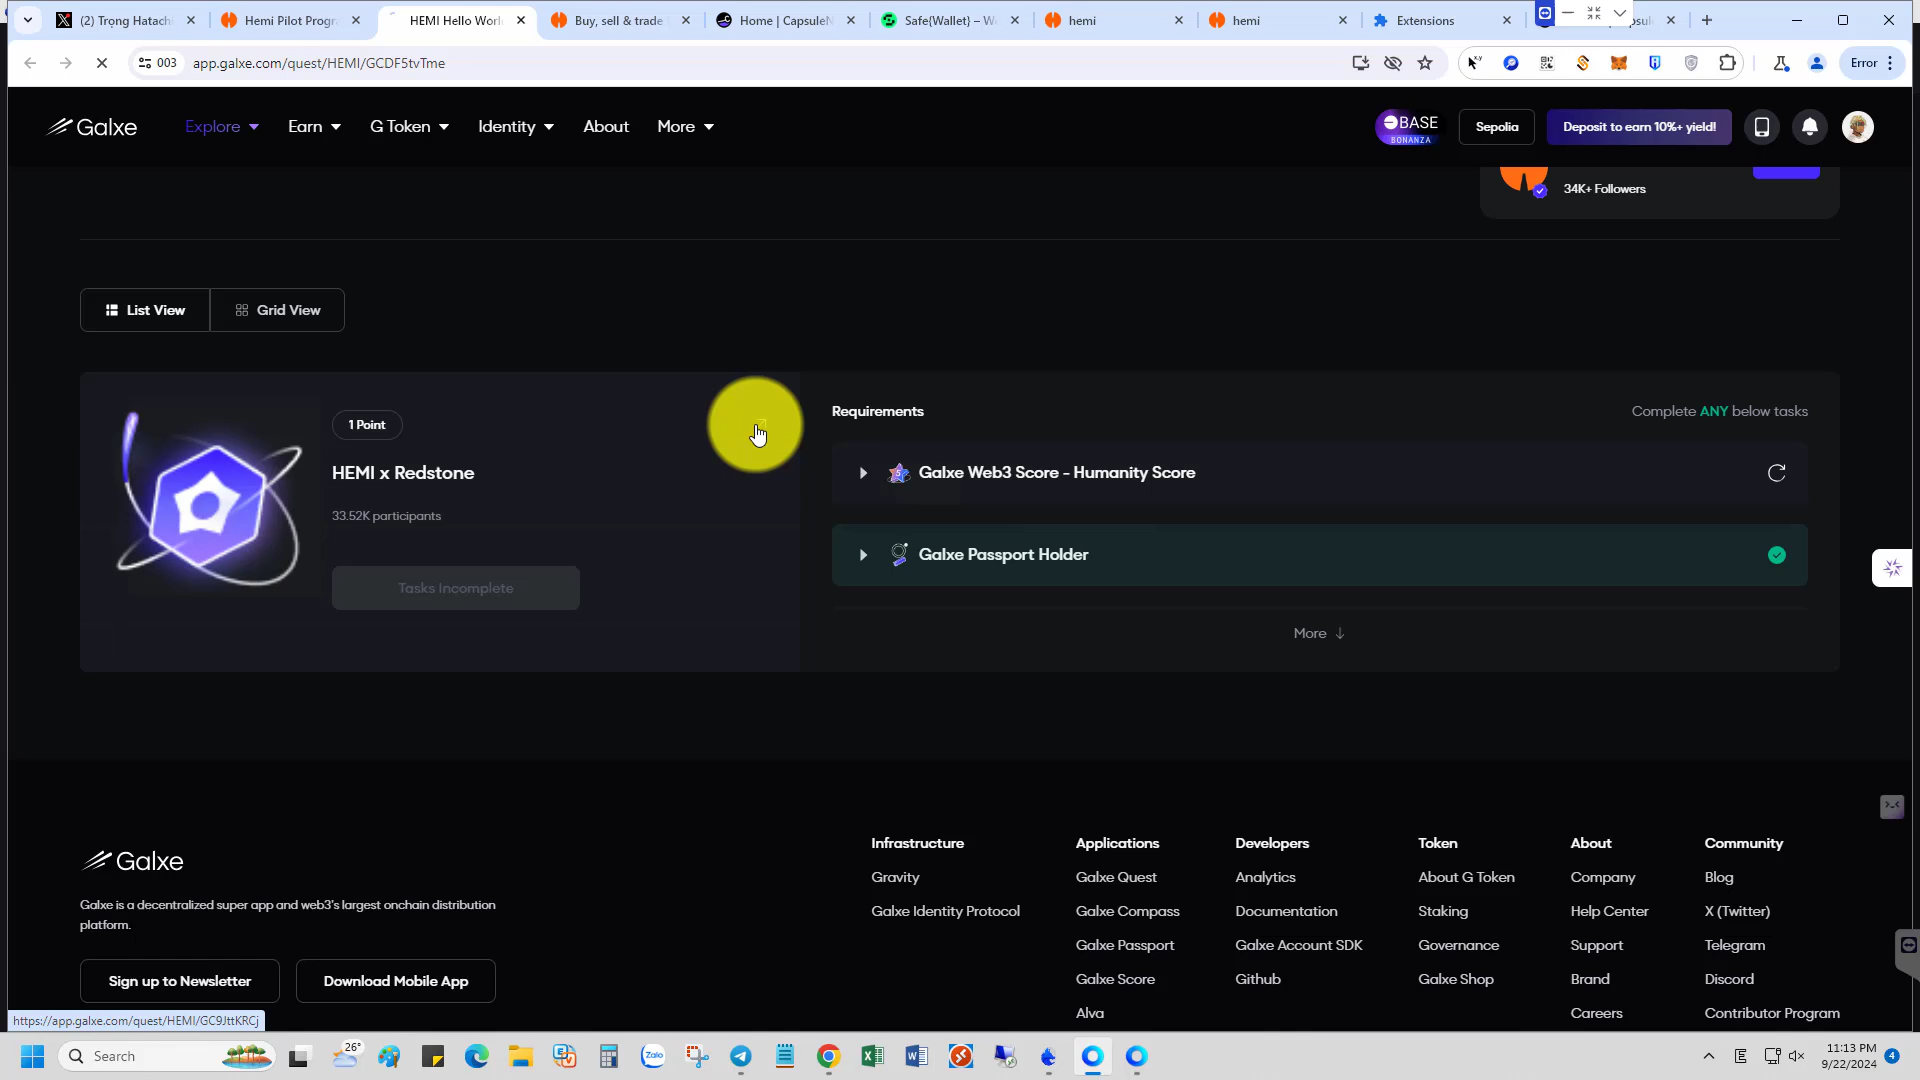 (2) Trọng Hatach
Hemi Pilot Progr
HEMI Hello Worl
Buy, sell & trade
Home | CapsuleN
Safe{Wallet} – W
hemi
hemi
Extensions
003
app.galxe.com/quest/HEMI/GCDF5tvTme
Error
Galxe
Explore
Earn
G Token
Identity
About
More
BASE
BONANZA
Sepolia
Deposit to earn 10%+ yield!
34K+ Followers
List View
Grid View
1 Point
HEMI x Redstone
33.52K participants
Tasks Incomplete
Requirements
Complete ANY below tasks
Galxe Web3 Score - Humanity Score
Galxe Passport Holder
More ↓
Galxe
Galxe is a decentralized super app and web3's largest onchain distribution
platform.
Sign up to Newsletter
Download Mobile App
Infrastructure
Gravity
Galxe Identity Protocol
Applications
Galxe Quest
Galxe Compass
Galxe Passport
Galxe Score
Alva
Developers
Analytics
Documentation
Galxe Account SDK
Github
Token
About G Token
Staking
Governance
Galxe Shop
About
Company
Help Center
Support
Brand
Careers
Community
Blog
X (Twitter)
Telegram
Discord
Contributor Program
https://app.galxe.com/quest/HEMI/GC9JttKRCj
Search
26°
Zalo
E
11:13 PM
9/22/2024
4